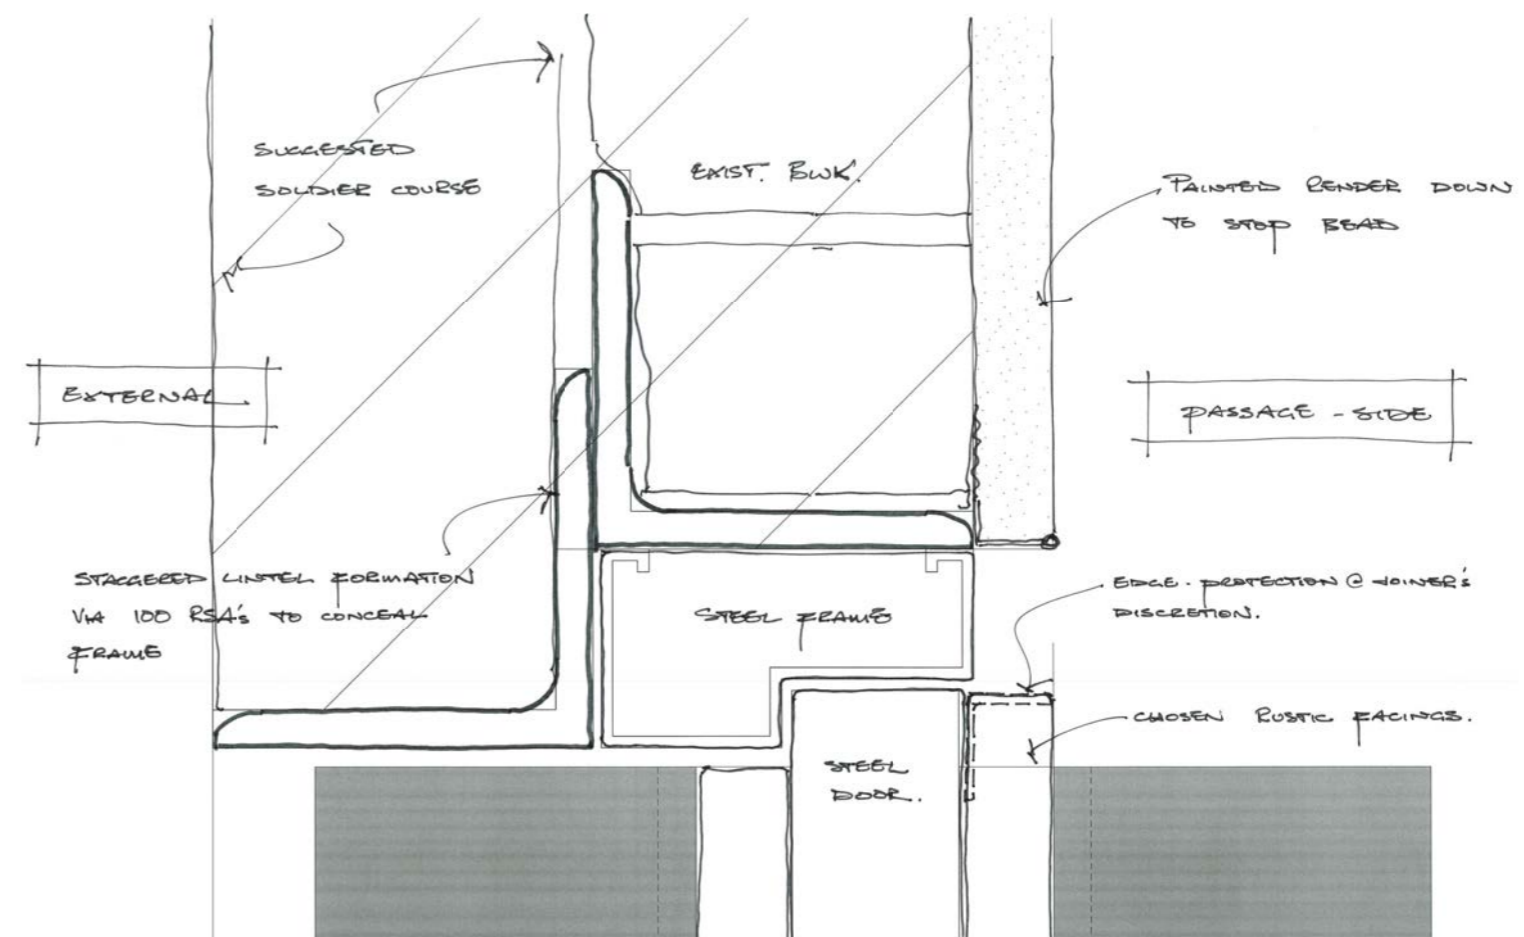 SUGGESTED
SOLDIER COURSE
EXIST. BWK.
PAINTED RENDER DOWN
TO STOP BEAD
EXTERNAL.
PASSAGE - SIDE
STAGGERED LINTEL FORMATION
VIA 100 RSA's TO CONCEAL
FRAME
STEEL FRAME
EDGE. PROTECTION @ JOINER's
DISCRETION.
CHOSEN RUSTIC FACINGS.
STEEL
DOOR.